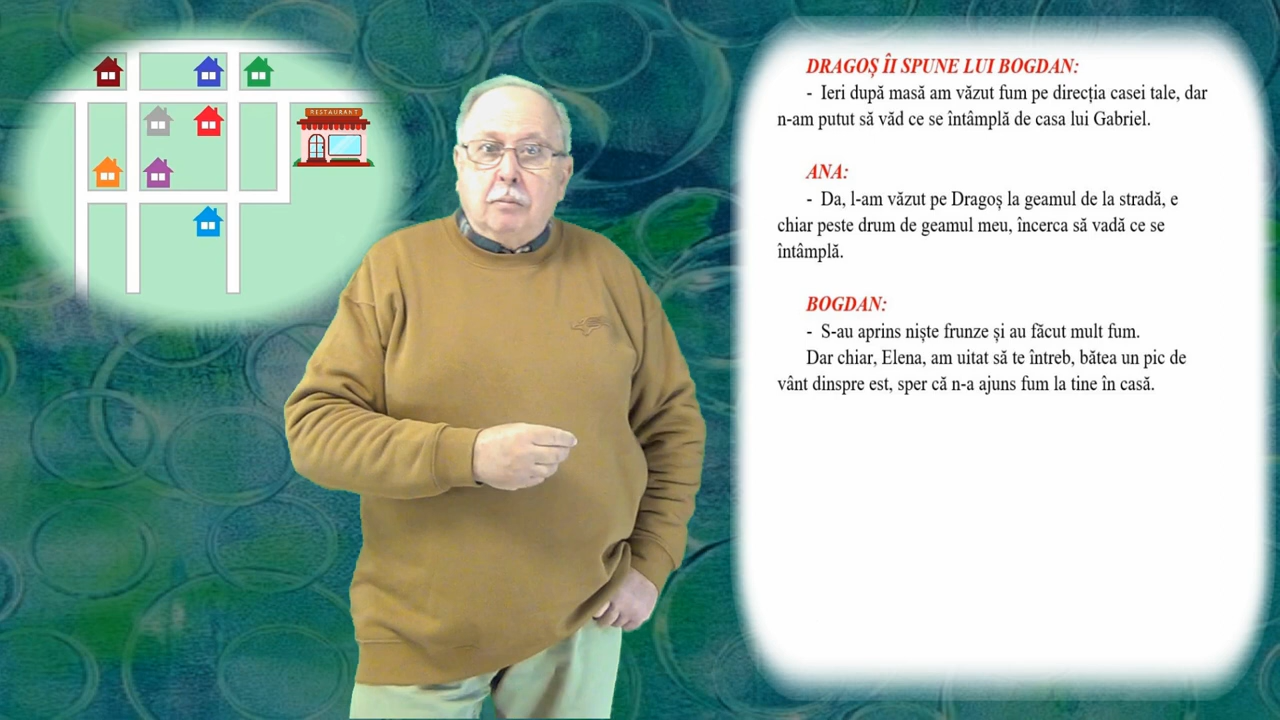 RESTAURANT
DRAGOȘ ÎI SPUNE LUI BOGDAN:
- Ieri după masă am văzut fum pe direcția casei tale, dar
n-am putut să văd ce se întâmplă de casa lui Gabriel.
ANA:
- Da, l-am văzut pe Dragoș la geamul de la stradă, e
chiar peste drum de geamul meu, încerca să vadă ce se
întâmplă.
BOGDAN:
- S-au aprins niște frunze și au făcut mult fum.
Dar chiar, Elena, am uitat să te întreb, bătea un pic de
vânt dinspre est, sper că n-a ajuns fum la tine în casă.